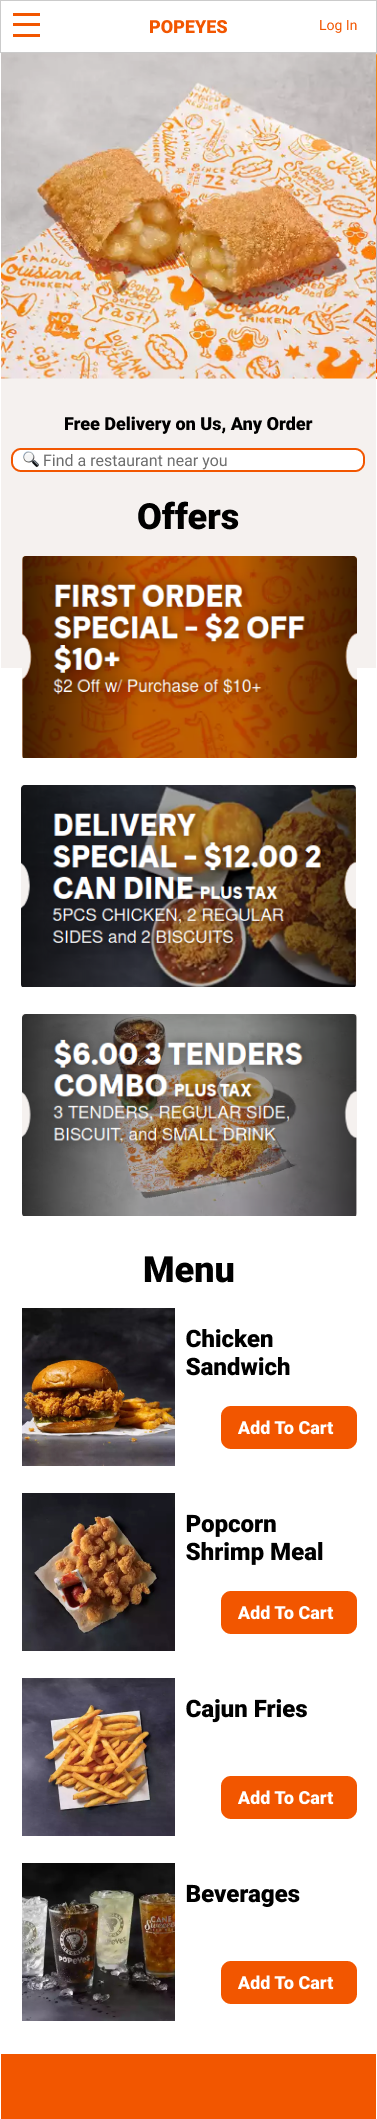 POPEYES
Log In
Free Delivery on Us, Any Order
Find a restaurant near you
Offers
FIRST ORDER
SPECIAL - $2 OFF
$10+
$2 Off w/ Purchase of $10+
DELIVERY
SPECIAL - $12.00 2
CAN DINE PLUS TAX
5PCS CHICKEN, 2 REGULAR
SIDES and 2 BISCUITS
$6.00 3 TENDERS
COMBO PLUS TAX
3 TENDERS, REGULAR SIDE,
BISCUIT. and SMALL DRINK
Menu
Chicken
Sandwich
Add To Cart
Popcorn
Shrimp Meal
Add To Cart
Cajun Fries
Add To Cart
Beverages
Add To Cart